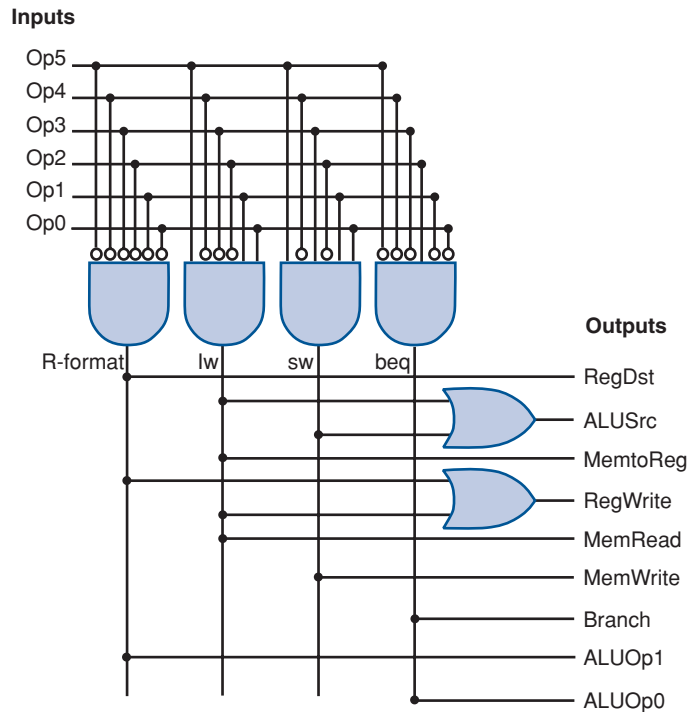 Inputs
Op5
Op4
Op3
Op2
Op1
Op0
R-format
lw
sw
beq
Outputs
RegDst
ALUSrc
MemtoReg
RegWrite
MemRead
MemWrite
Branch
ALUOp1
ALUOp0